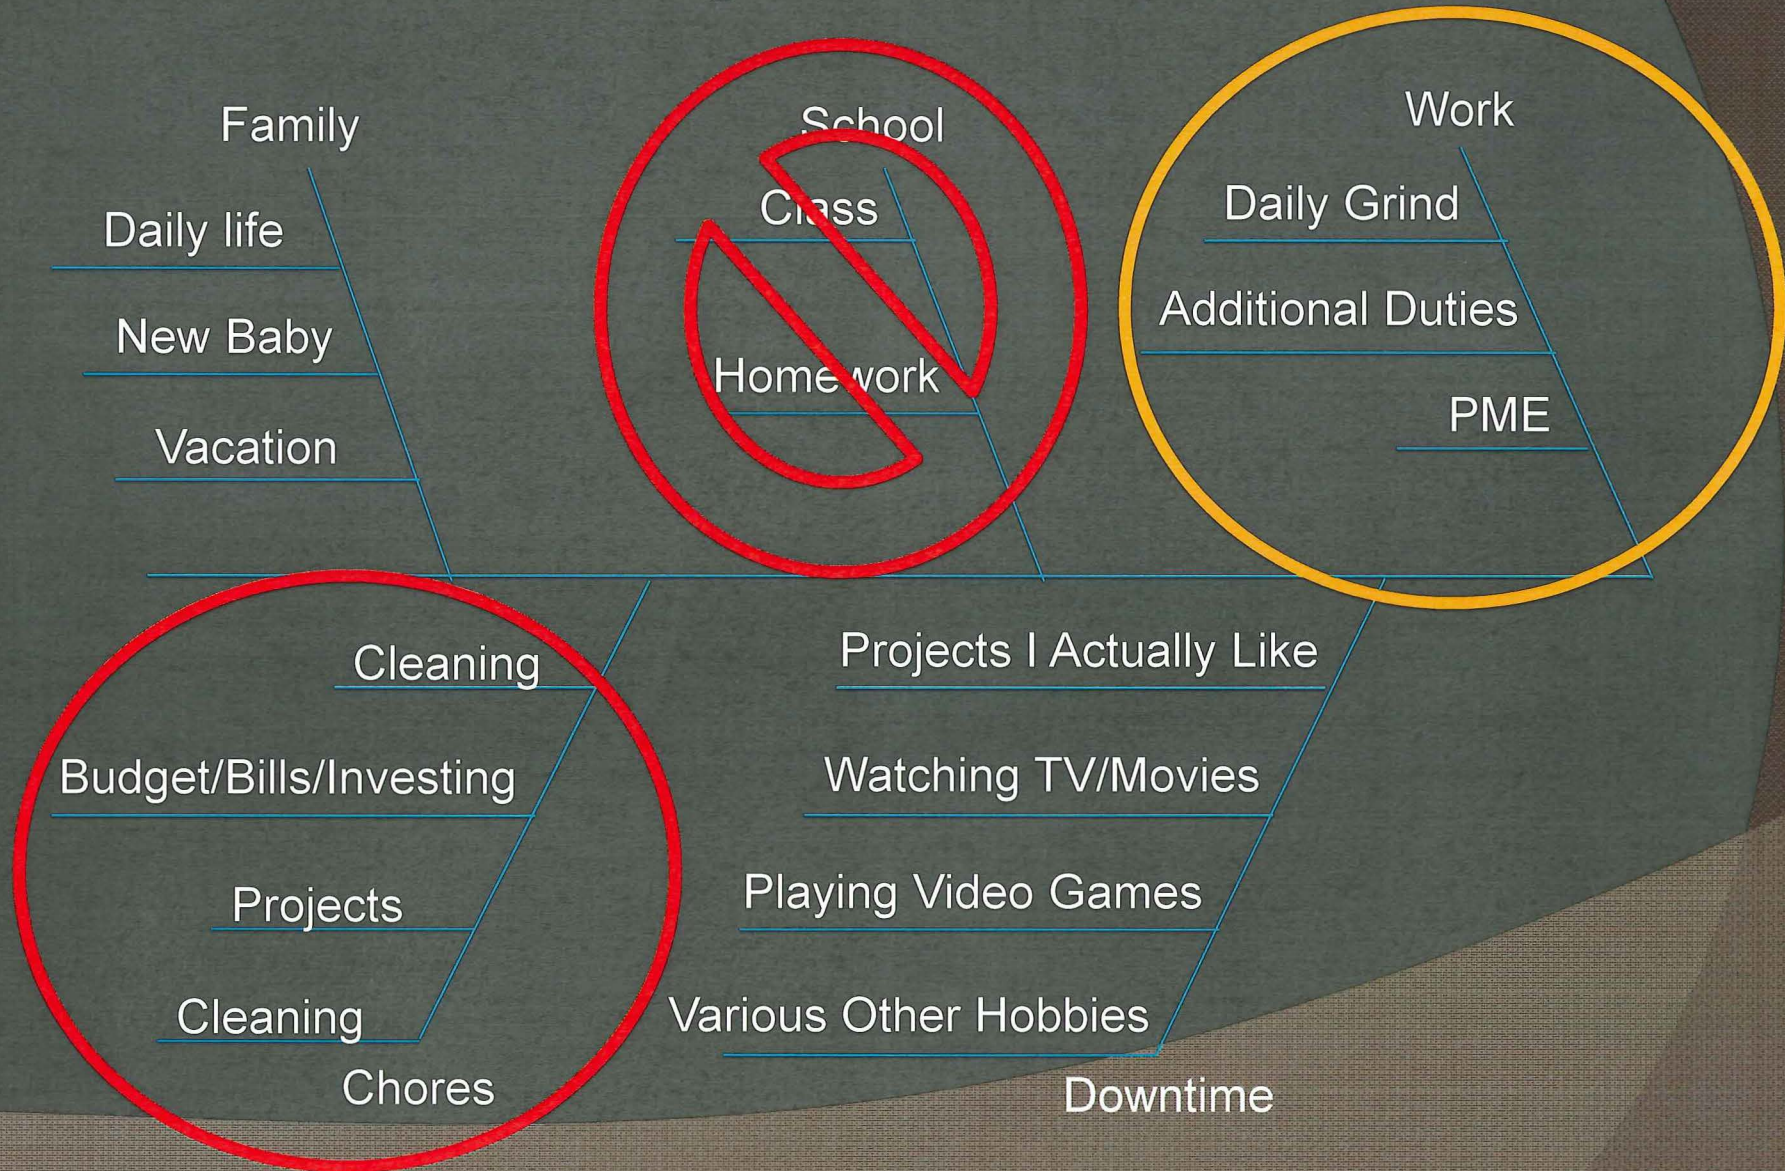 Family
Daily life
New Baby
Vacation
School
Class
Homework
Work
Daily Grind
Additional Duties
PME
Cleaning
Budget/Bills/Investing
Projects
Cleaning
Chores
Projects I Actually Like
Watching TV/Movies
Playing Video Games
Various Other Hobbies
Downtime